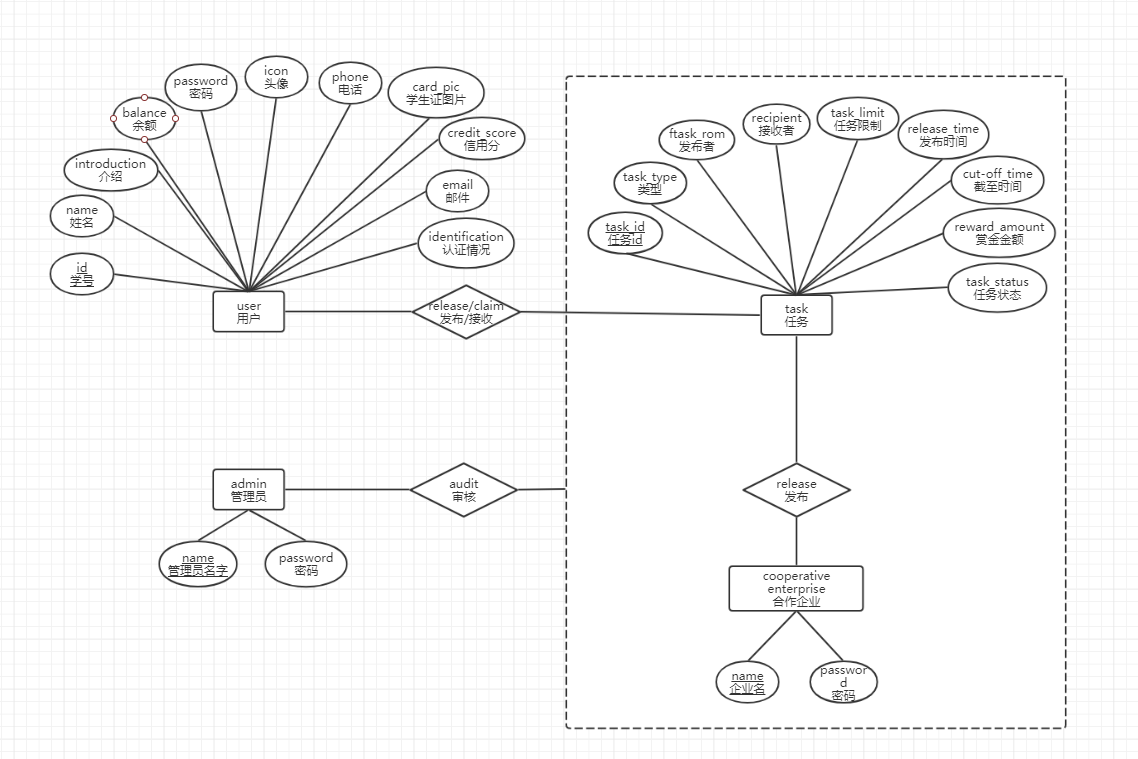 icon
头像
password
密码
phone
电话
card_pic
学生证图片
balance
余额
credit_score
信用分
introduction
介绍
email
邮件
name
姓名
identification
认证情况
id
学号
user
用户
release/claim
发布/接收
recipient
接收者
task_limit
任务限制
ftask_rom
发布者
release_time
发布时间
task_type
类型
cut-off_time
截至时间
task_id
任务id
reward_amount
赏金金额
task_status
任务状态
task
任务
admin
管理员
audit
审核
release
发布
name
管理员名字
password
密码
cooperative
enterprise
合作企业
name
企业名
passwor
d
密码